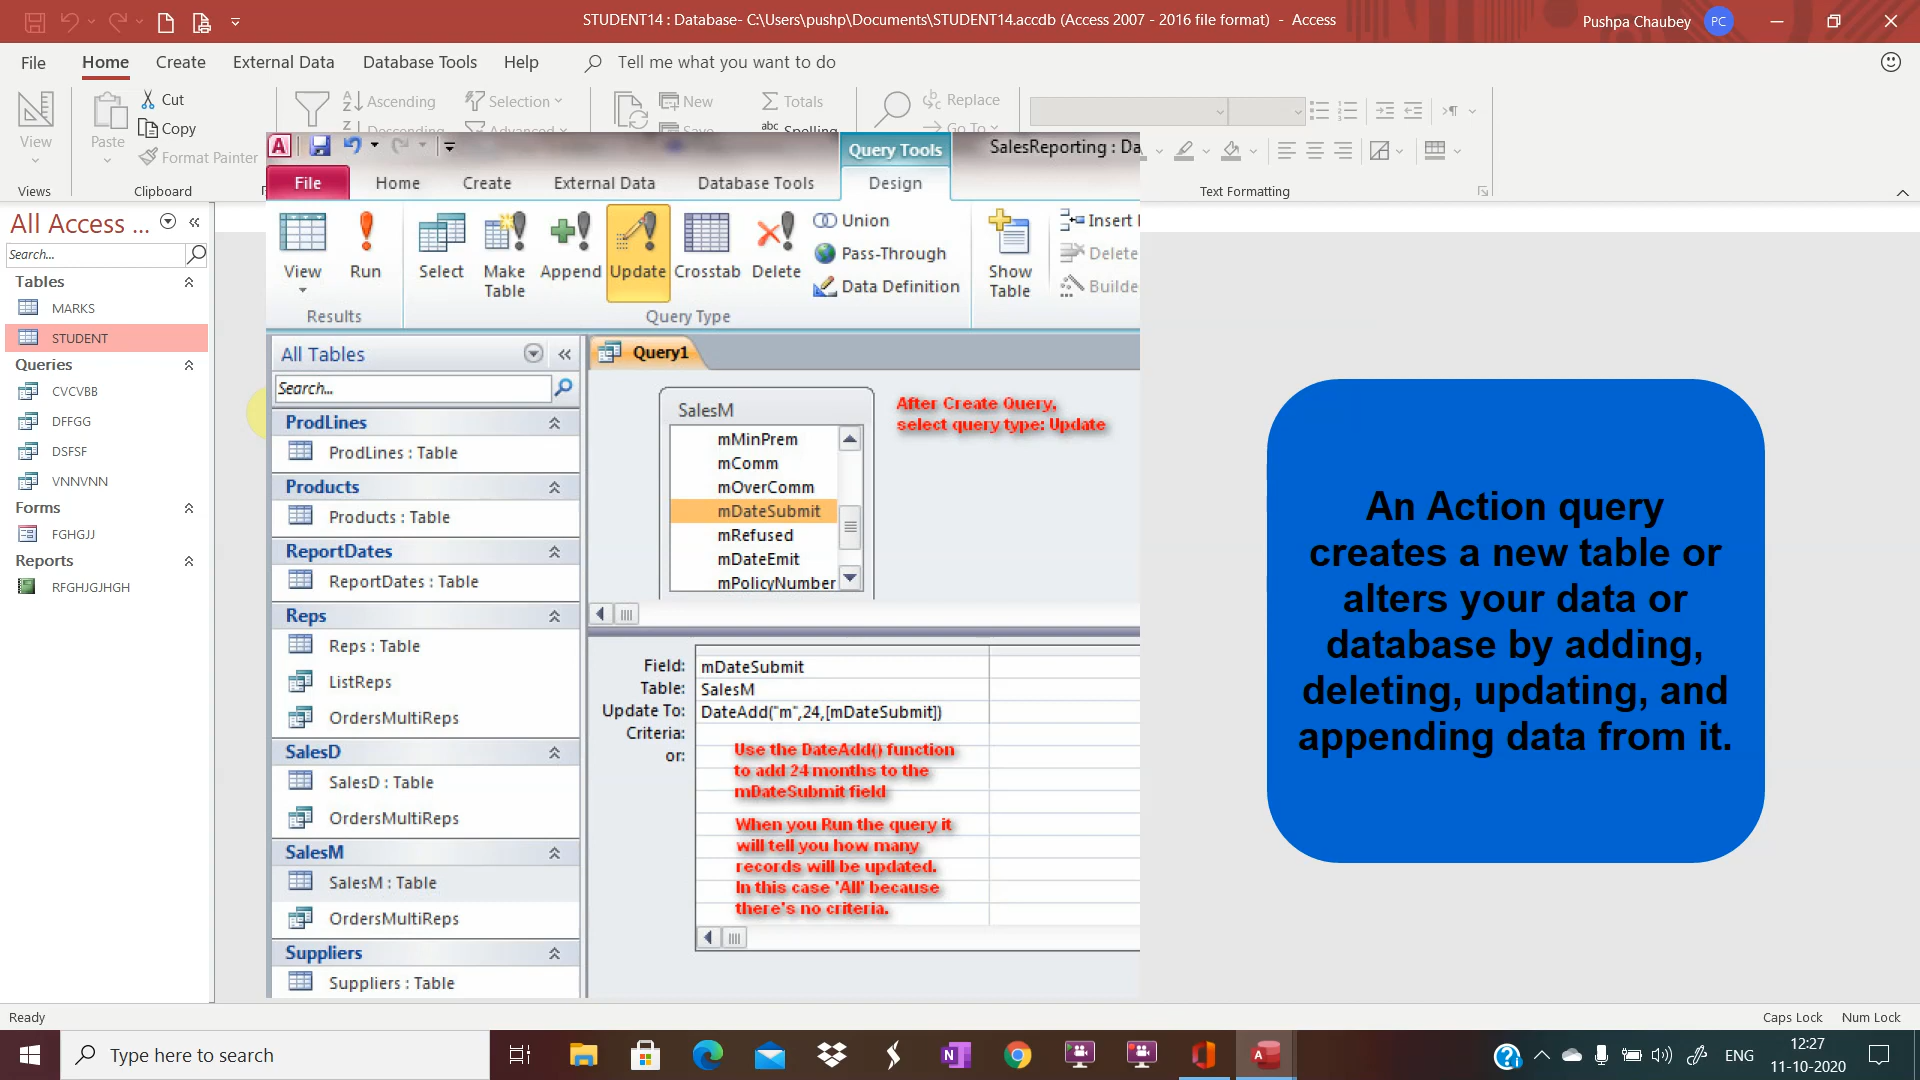 STUDENT14 : Database- C:\Users\pushp\Documents\STUDENT14.accdb (Access 2007 - 2016 file format) - Access
Pushpa Chaubey
PC
File
Home
Create
External Data
Database Tools
Help
Tell me what you want to do
View
Views
Paste
Cut
Copy
Format Painter
Clipboard
Ascending
Descending
Selection
Advanced
New
Save
Totals
Spelling
Replace
Go To
Text Formatting
All Access ...
Search...
Tables
MARKS
STUDENT
Queries
CVCVBB
DFFGG
DSFSF
VNNVNN
Forms
FGHGJJ
Reports
RFGHJGJHGH
Query Tools
SalesReporting : Da
File
Home
Create
External Data
Database Tools
Design
View
Run
Results
Select
Make
Table
Append
Update
Crosstab
Delete
Union
Pass-Through
Data Definition
Query Type
Show
Table
Insert
Delete
Builde
All Tables
Search...
ProdLines
ProdLines : Table
Products
Products : Table
ReportDates
ReportDates : Table
Reps
Reps : Table
ListReps
OrdersMultiReps
SalesD
SalesD : Table
OrdersMultiReps
SalesM
SalesM : Table
OrdersMultiReps
Suppliers
Suppliers : Table
Query1
SalesM
mMinPrem
mComm
mOverComm
mDateSubmit
mRefused
mDateEmit
mPolicyNumber
After Create Query,
select query type: Update
Field: mDateSubmit
Table: SalesM
Update To: DateAdd("m",24,[mDateSubmit])
Criteria:
or:
Use the DateAdd() function
to add 24 months to the
mDateSubmit field
When you Run the query it
will tell you how many
records will be updated.
In this case 'All' because
there's no criteria.
An Action query
creates a new table or
alters your data or
database by adding,
deleting, updating, and
appending data from it.
Ready
Caps Lock
Num Lock
Type here to search
ENG
12:27
11-10-2020